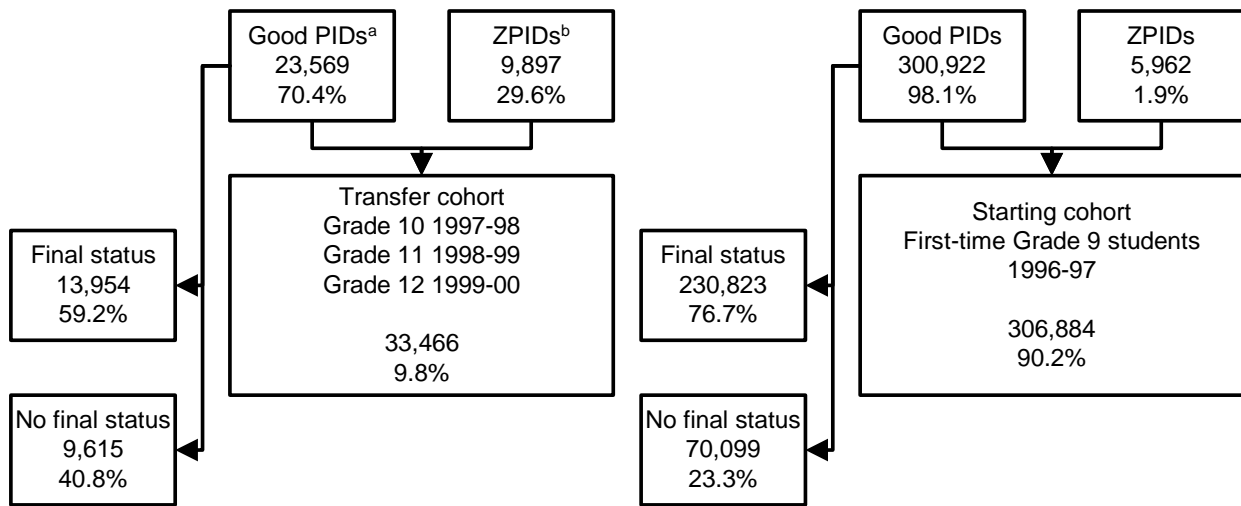 Good PIDsᵃ
23,569
70.4%
ZPIDsᵇ
9,897
29.6%
Good PIDs
300,922
98.1%
ZPIDs
5,962
1.9%
Transfer cohort
Grade 10 1997-98
Grade 11 1998-99
Grade 12 1999-00
33,466
9.8%
Starting cohort
First-time Grade 9 students
1996-97
306,884
90.2%
Final status
13,954
59.2%
Final status
230,823
76.7%
No final status
9,615
40.8%
No final status
70,099
23.3%